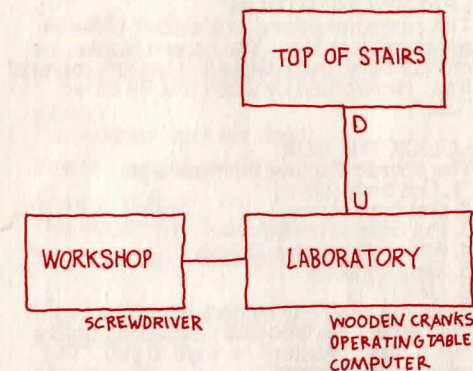 TOP OF STAIRS
D
U
WORKSHOP
LABORATORY
SCREWDRIVER
WOODEN CRANKS
OPERATING TABLE
COMPUTER